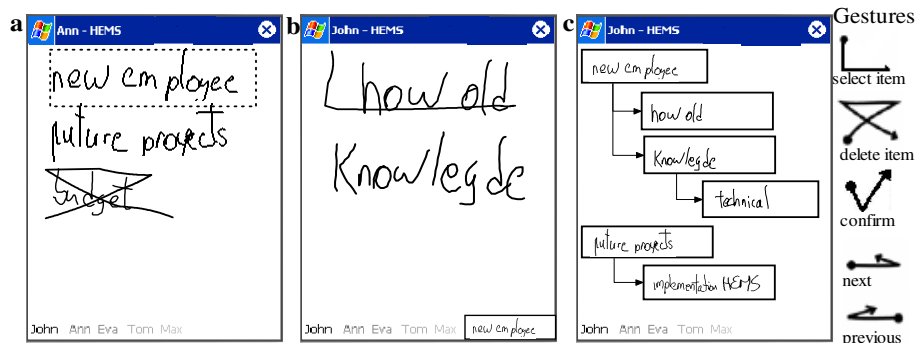 a
Ann - HEMS
new employee
future proyects
budget
John Ann Eva Tom Max
b
John - HEMS
how old
Knowlegde
John Ann Eva Tom Max
new employee
c
John - HEMS
new employee
how old
Knowlegde
technical
future proyects
implementation HEMS
John Ann Eva Tom Max
Gestures
select item
delete item
confirm
next
previous